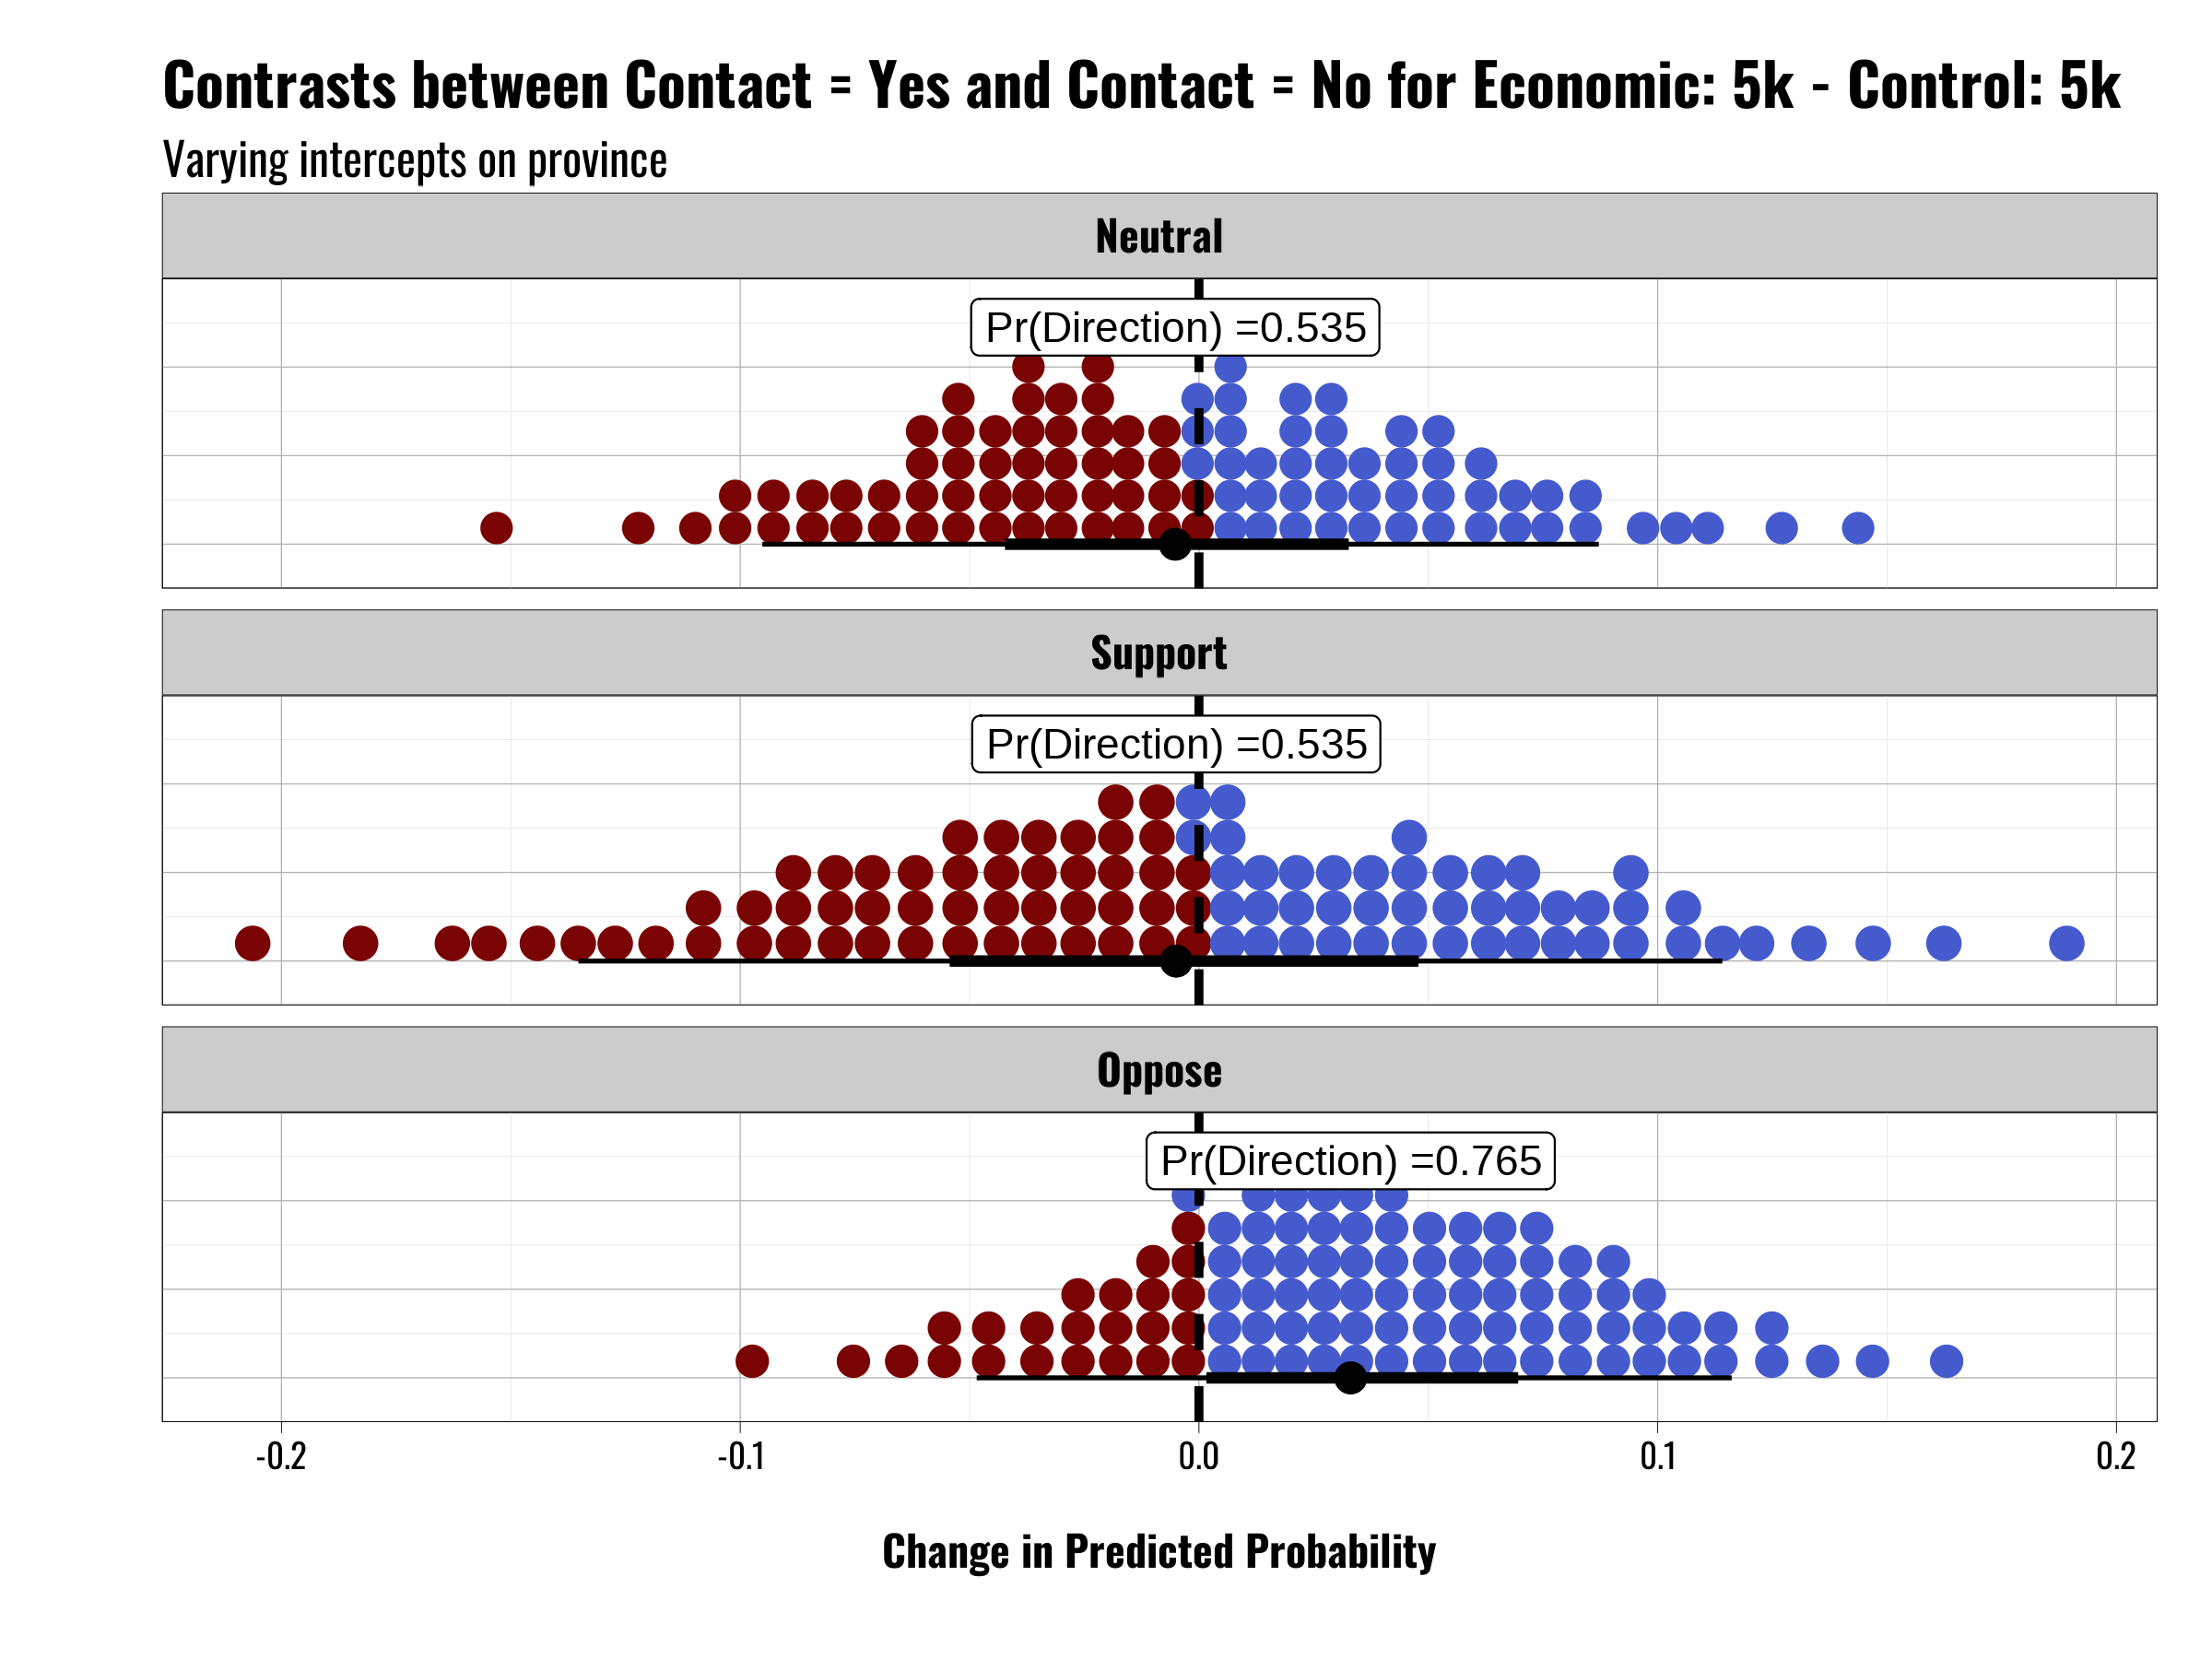 Contrasts between Contact = Yes and Contact = No for Economic: 5k - Control: 5k
Varying intercepts on province
Neutral
Pr(Direction) =0.535
Support
Pr(Direction) =0.535
Oppose
Pr(Direction) =0.765
-0.2 -0.1 0.0 0.1 0.2
Change in Predicted Probability